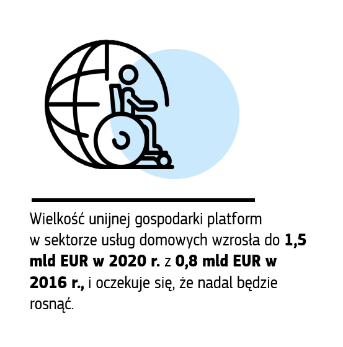 Wielkość unijnej gospodarki platform
w sektorze usług domowych wzrosła do 1,5
mld EUR w 2020 r. z 0,8 mld EUR w
2016 r., i oczekuje się, że nadal będzie
rosnąć.